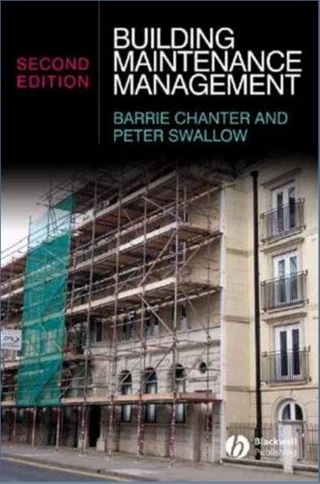 SECOND
EDITION
BUILDING
MAINTENANCE
MANAGEMENT
BARRIE CHANTER AND
PETER SWALLOW
Blackwell
Publishing